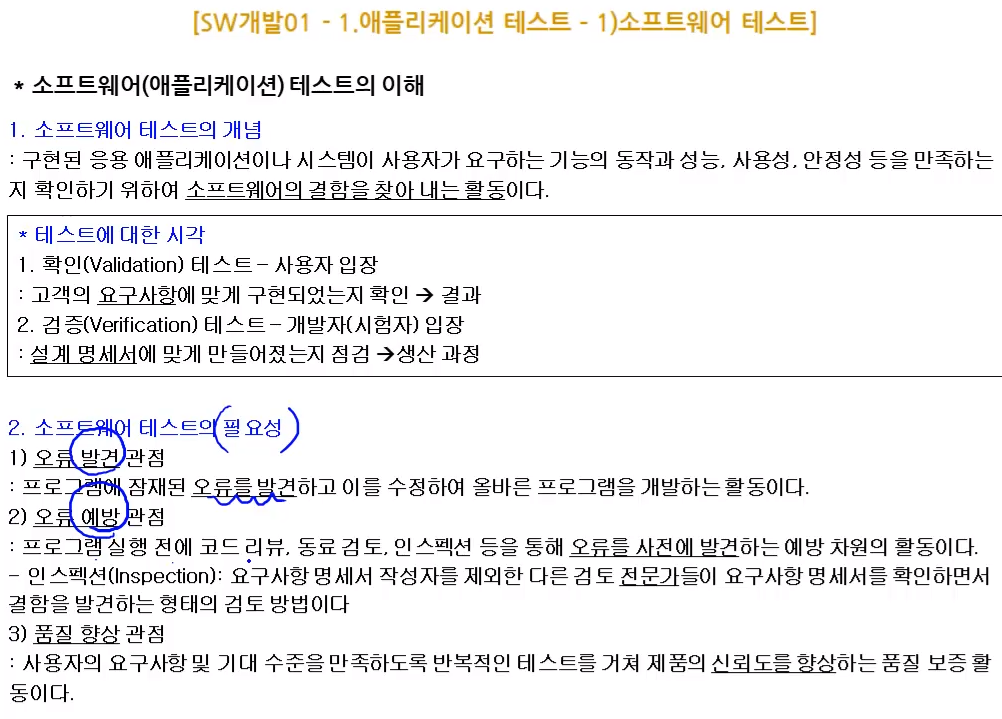 [SW개발01 - 1.애플리케이션 테스트 - 1)소프트웨어 테스트]
* 소프트웨어(애플리케이션) 테스트의 이해
1. 소프트웨어 테스트의 개념
: 구현된 응용 애플리케이션이나 시스템이 사용자가 요구하는 기능의 동작과 성능, 사용성, 안정성 등을 만족하는
지 확인하기 위하여 소프트웨어의 결함을 찾아 내는 활동이다.
* 테스트에 대한 시각
1. 확인(Validation) 테스트 – 사용자 입장
: 고객의 요구사항에 맞게 구현되었는지 확인 → 결과
2. 검증(Verification) 테스트 – 개발자(시험자) 입장
: 설계 명세서에 맞게 만들어졌는지 점검 →생산 과정
2. 소프트웨어 테스트의 필요성
1) 오류 발견 관점
: 프로그램에 잠재된 오류를 발견하고 이를 수정하여 올바른 프로그램을 개발하는 활동이다.
2) 오류 예방 관점
: 프로그램 실행 전에 코드 리뷰, 동료 검토, 인스펙션 등을 통해 오류를 사전에 발견하는 예방 차원의 활동이다.
– 인스펙션(Inspection): 요구사항 명세서 작성자를 제외한 다른 검토 전문가들이 요구사항 명세서를 확인하면서
결함을 발견하는 형태의 검토 방법이다
3) 품질 향상 관점
: 사용자의 요구사항 및 기대 수준을 만족하도록 반복적인 테스트를 거쳐 제품의 신뢰도를 향상하는 품질 보증 활
동이다.